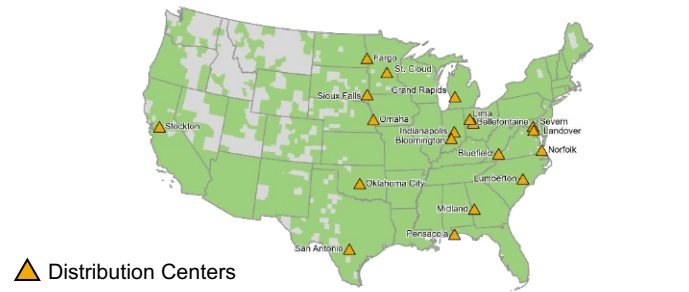 Fargo
St. Cloud
Grand Rapids
Sioux Falls
Lima
Omaha
Bellefontaine
Severn
Stockton
Indianapolis
Landover
Bloomington
Norfolk
Bluefield
Lumberton
Oklahoma City
Midland
Pensacola
San Antonio
Distribution Centers